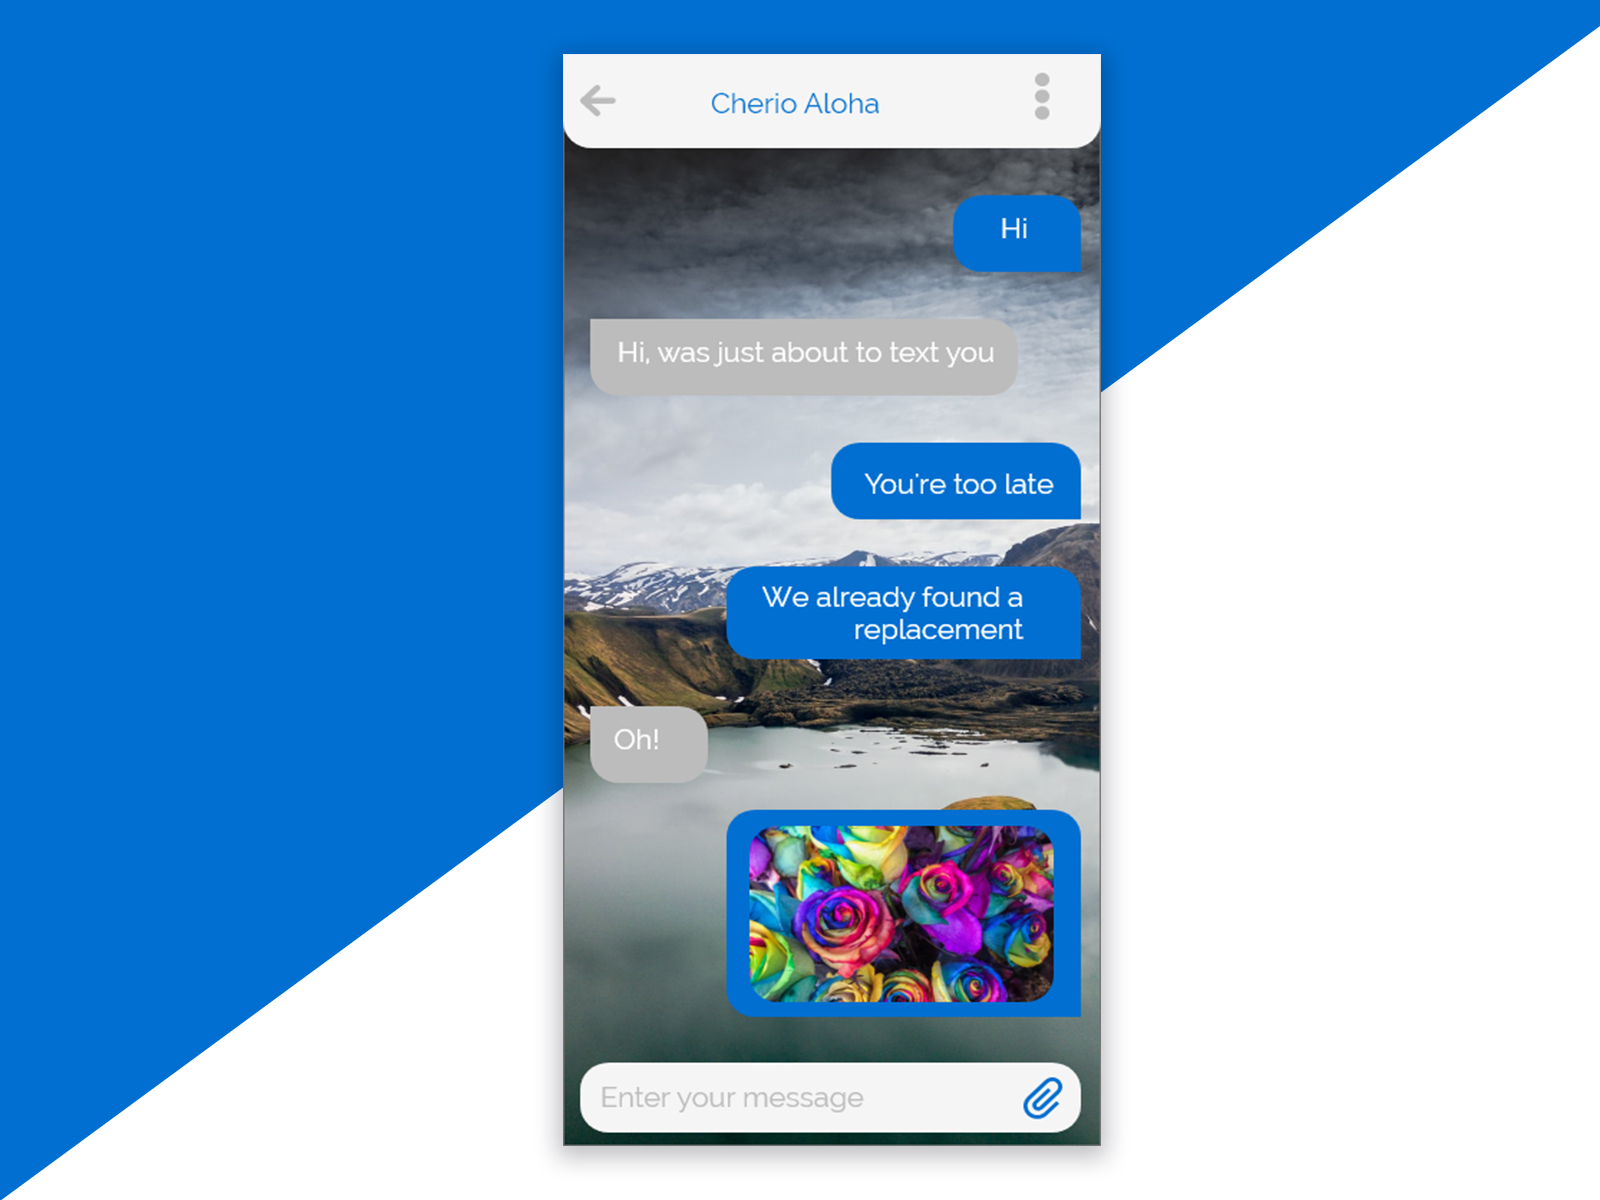 Cherio Aloha
Hi
Hi, was just about to text you
You're too late
We already found a
replacement
Oh!
Enter your message